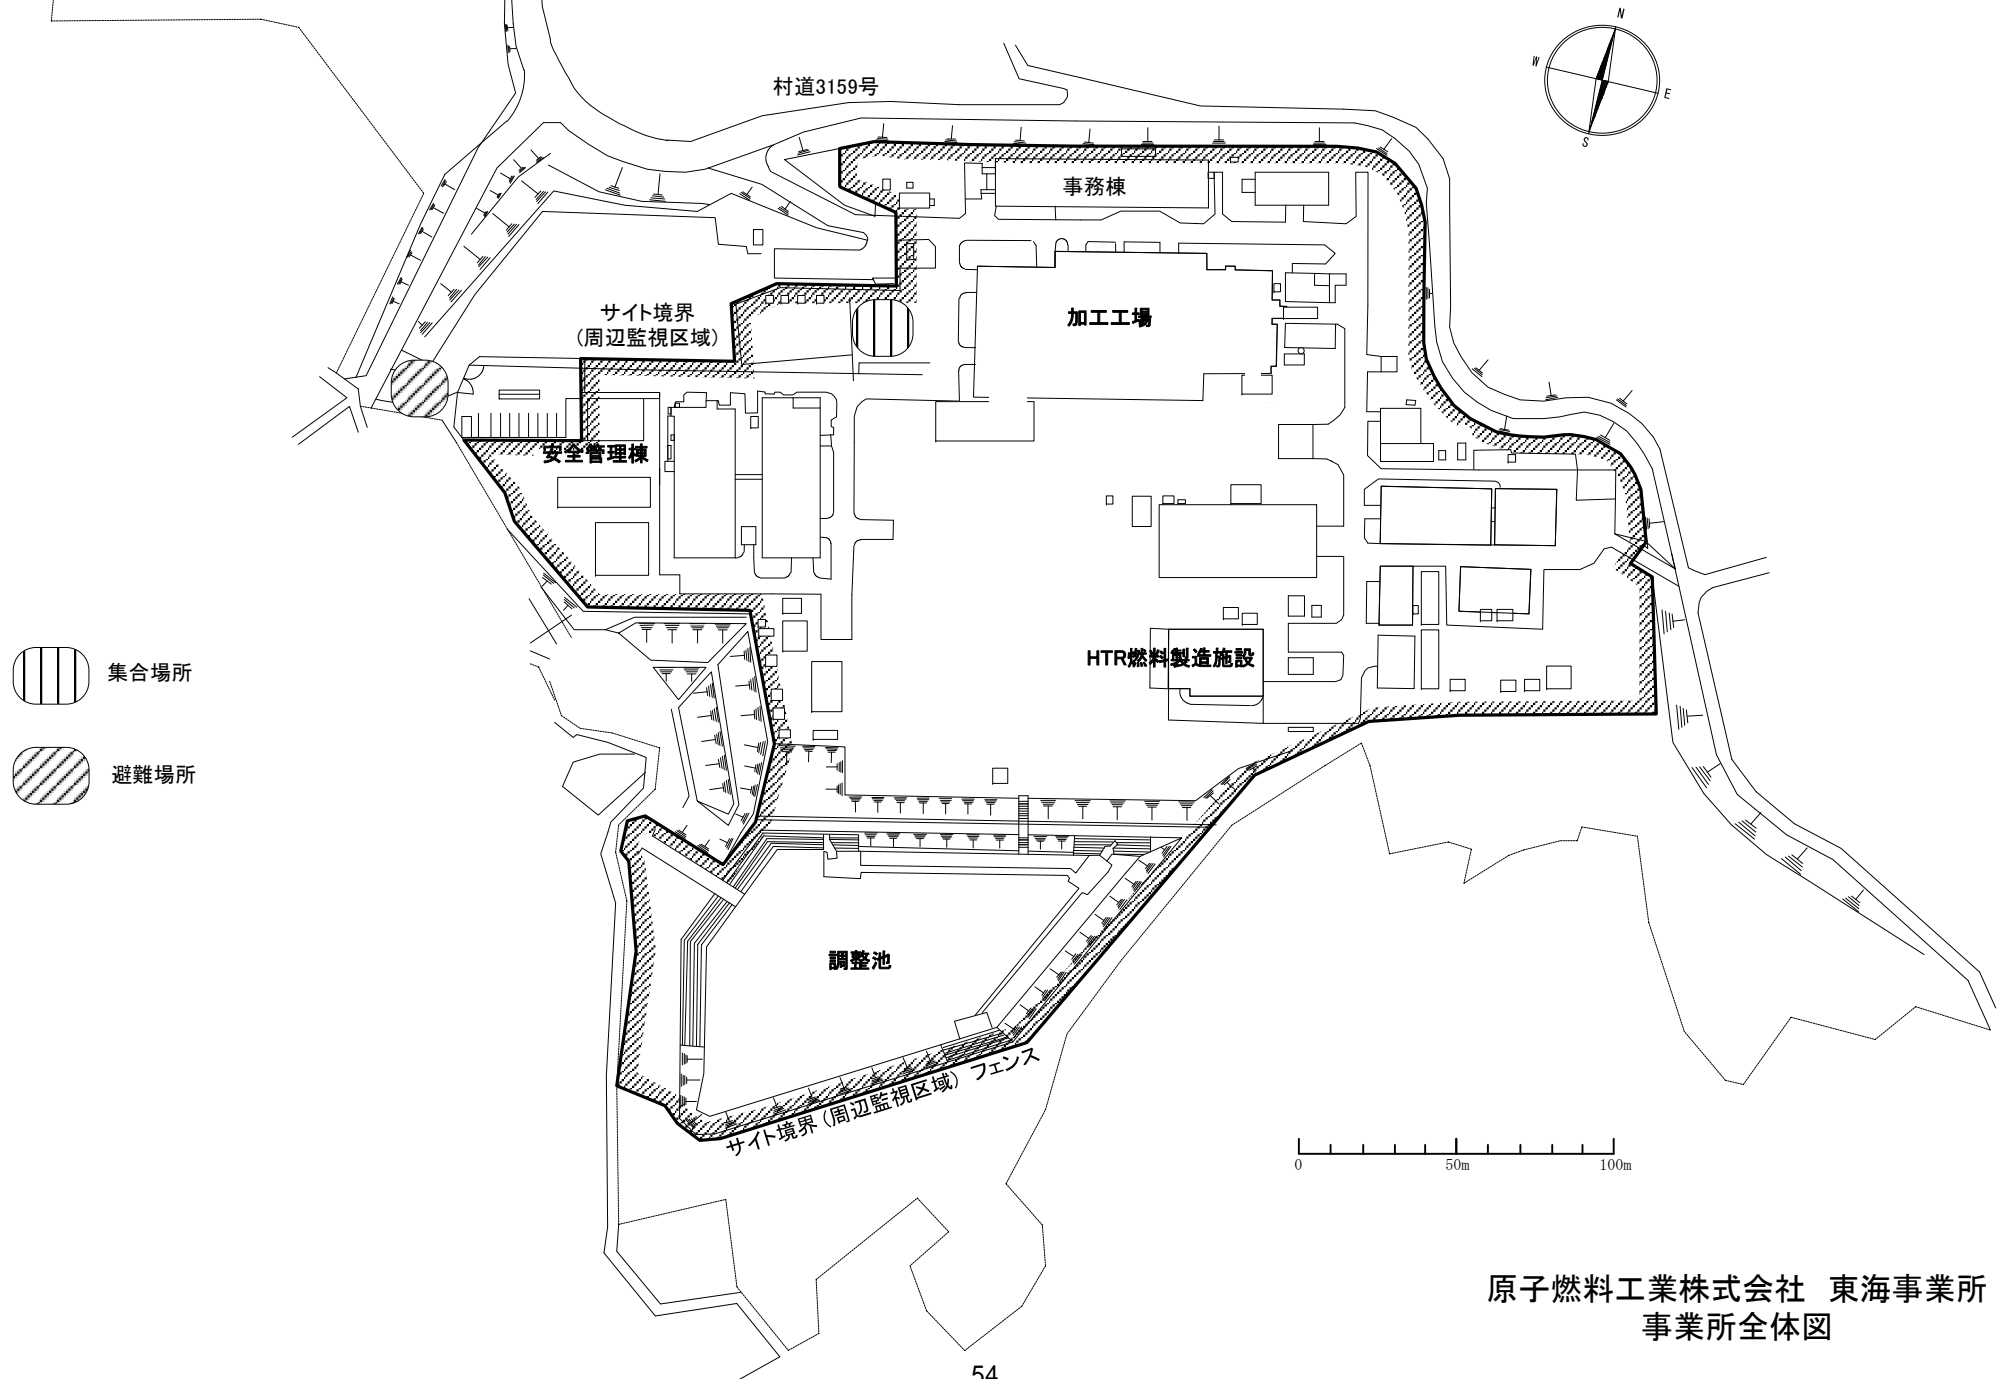 N
W
E
S
村道3159号
事務棟
サイト境界
(周辺監視区域)
加工工場
安全管理棟
HTR燃料製造施設
集合場所
避難場所
調整池
サイト境界(周辺監視区域) フェンス
0 50m 100m
原子燃料工業株式会社 東海事業所
事業所全体図
54